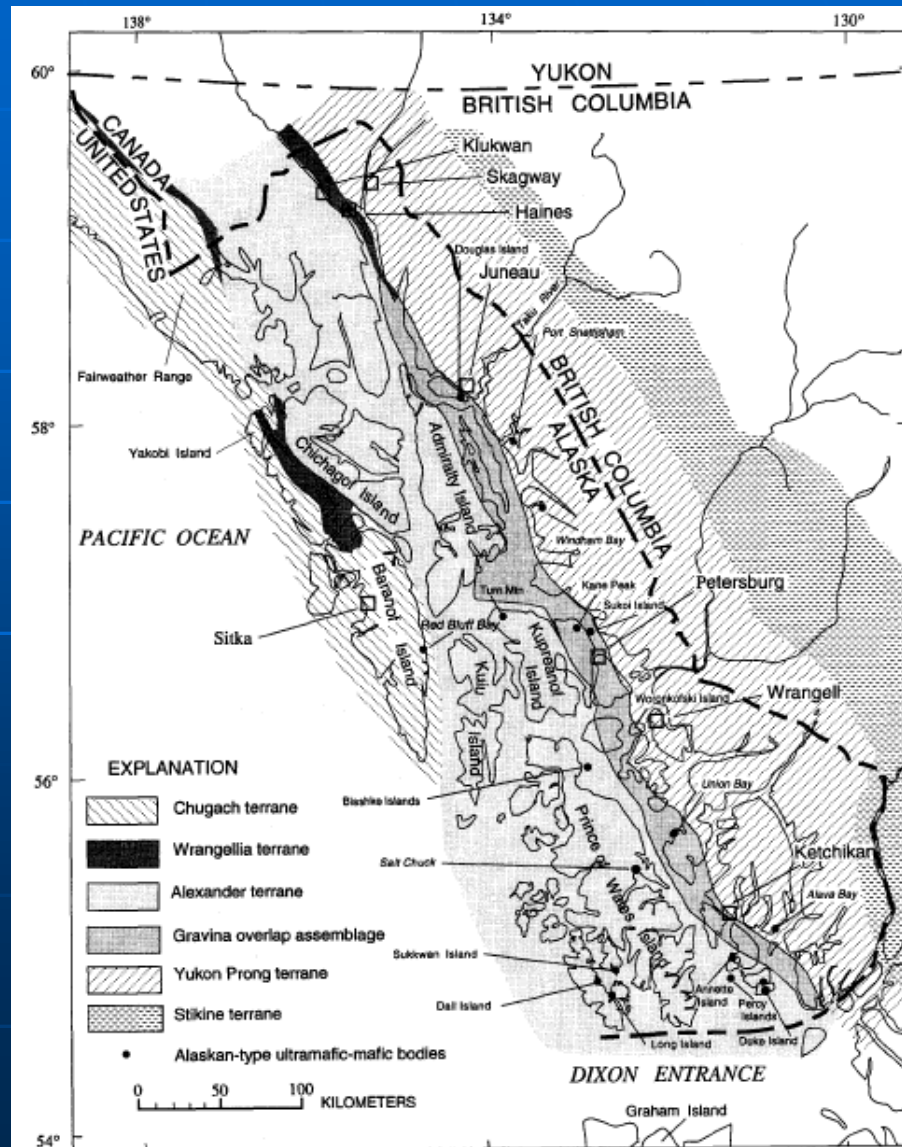 138°
134°
130°
60°
YUKON
BRITISH COLUMBIA
CANADA
UNITED STATES
Klukwan
Skagway
Haines
Douglas Island
Juneau
Taku River
Port Snettisham
Fairweather Range
58°
BRITISH COLUMBIA
ALASKA
Yakobi Island
Chichagof Island
Admiralty Island
PACIFIC OCEAN
Windham Bay
Petersburg
Kane Peak
Turn Mtn
Sukoi Island
Baranof Island
Sitka
Red Bluff Bay
Kupreanof Island
Kuiu Island
Woronkofski Island
Wrangell
56°
EXPLANATION
Blashke Islands
Union Bay
Chugach terrane
Prince of Wales Island
Ketchikan
Wrangellia terrane
Salt Chuck
Alava Bay
Alexander terrane
Gravina overlap assemblage
Sukkwan Island
Yukon Prong terrane
Dall Island
Annette Island
Percy Islands
Stikine terrane
Long Island
Duke Island
Alaskan-type ultramafic-mafic bodies
DIXON ENTRANCE
0 50 100
KILOMETERS
Graham Island
54°